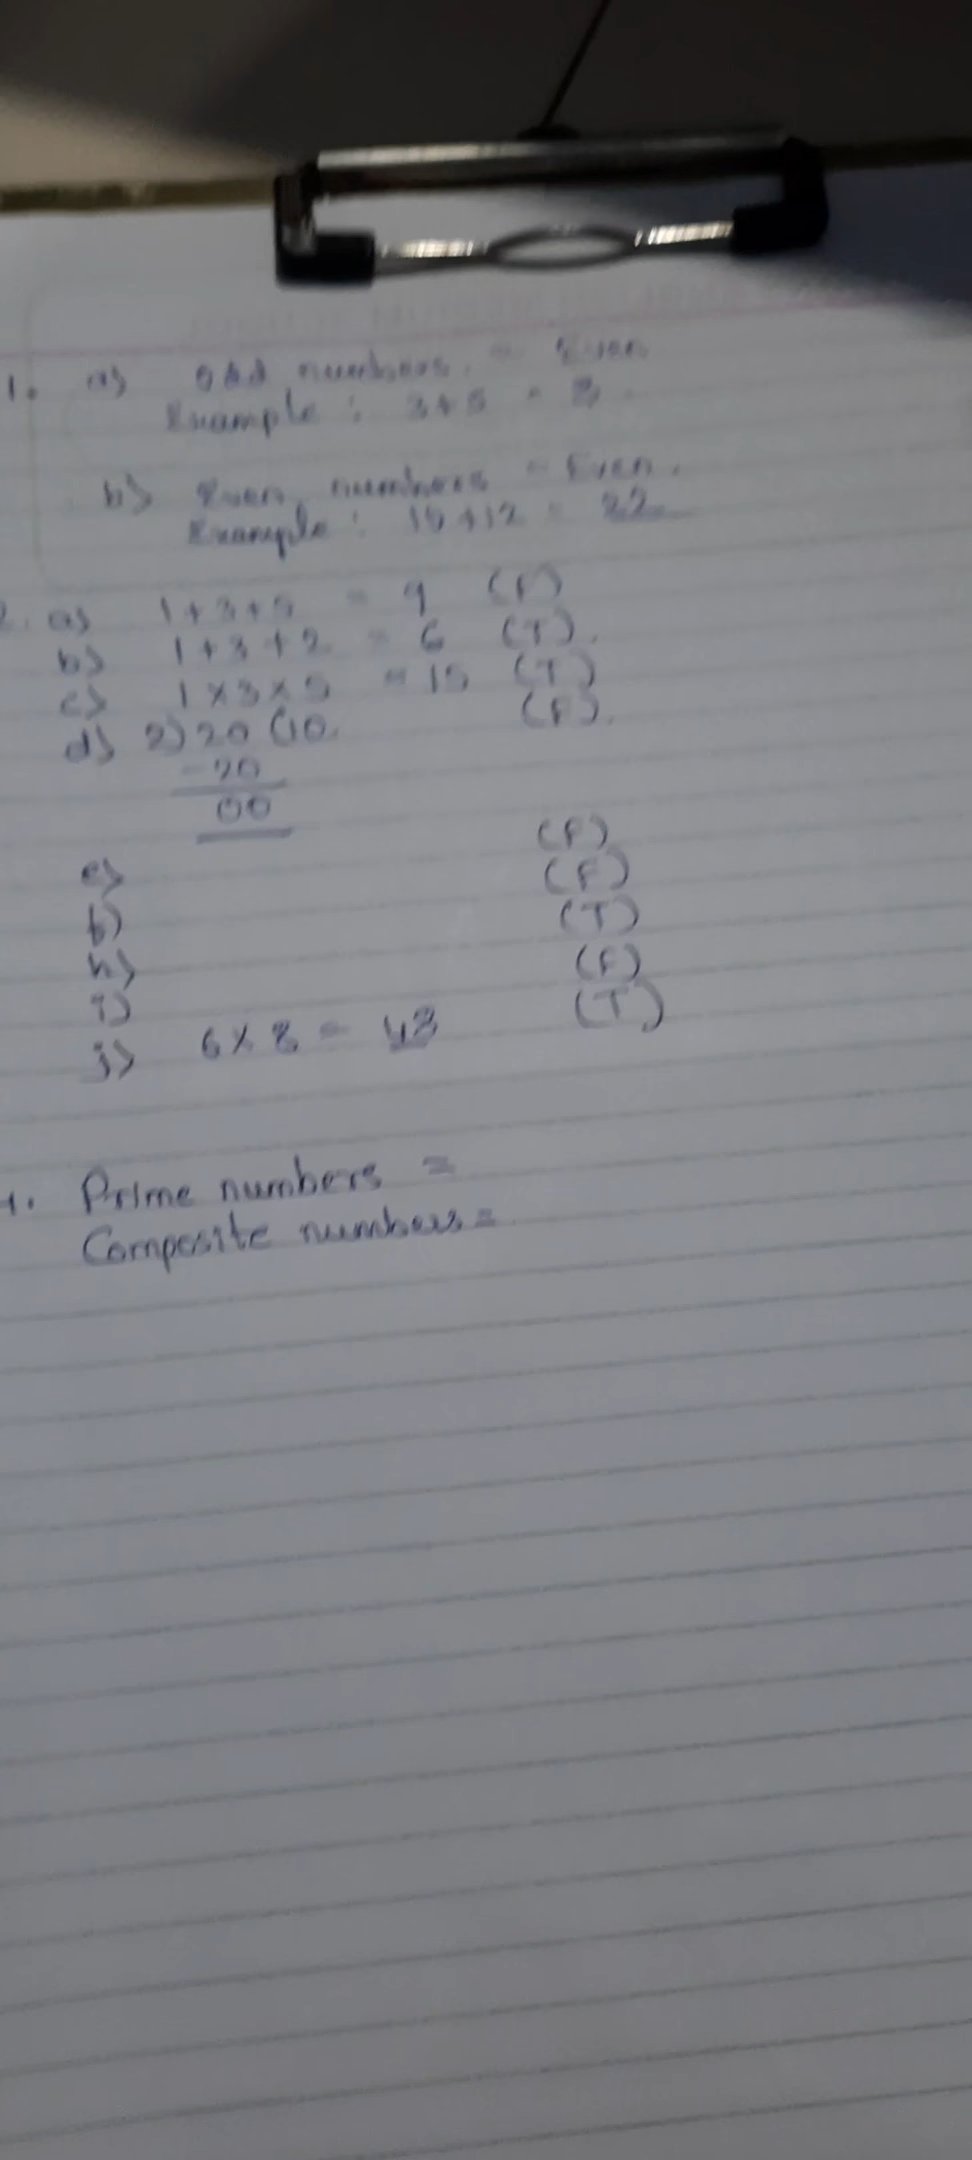 1. a) Odd numbers. = Even
Example : 3+5 = 8.
b) Even numbers = Even.
Example : 10+12 = 22
2. a) 1+3+5 = 9 (F)
b) 1+3+2 = 6 (T).
c) 1×3×5 = 15 (T)
d) 2)20(10. (F).
-20
00
e) (F)
f) (F)
h) (T)
i) (F)
j) 6×8 = 48 (T)
Prime numbers =
Composite numbers =